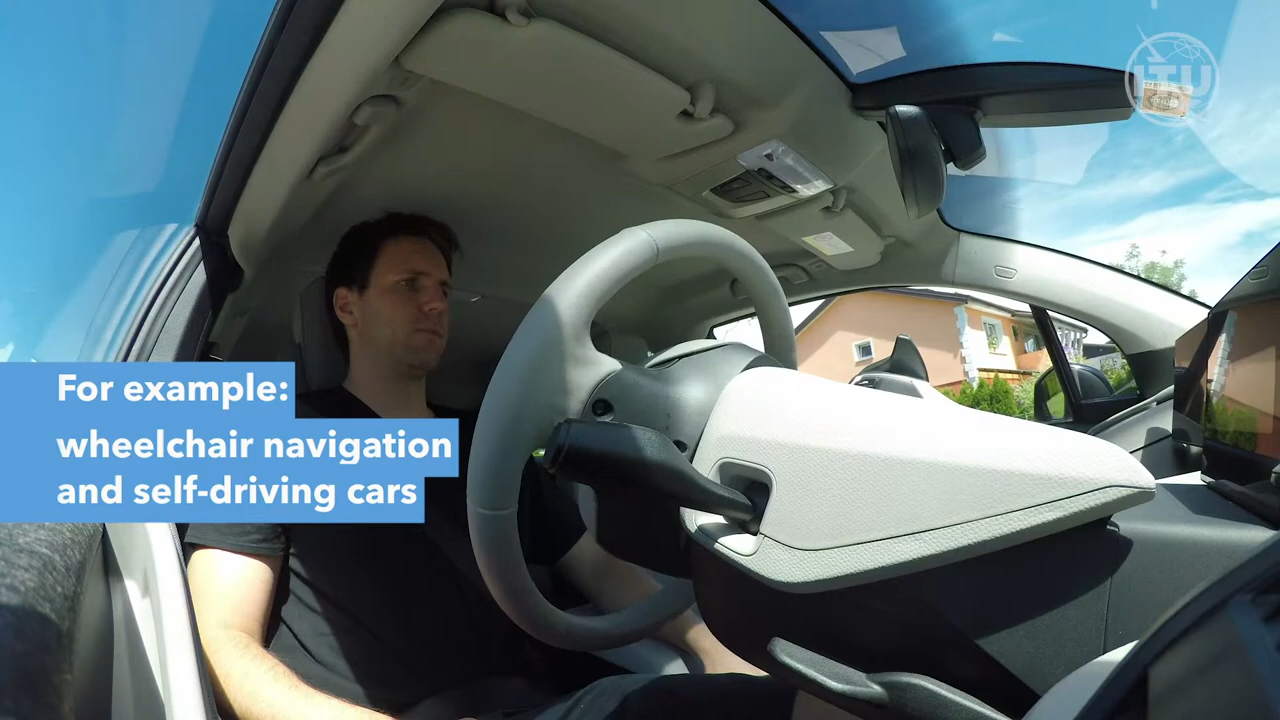 ITU
For example:
wheelchair navigation
and self-driving cars